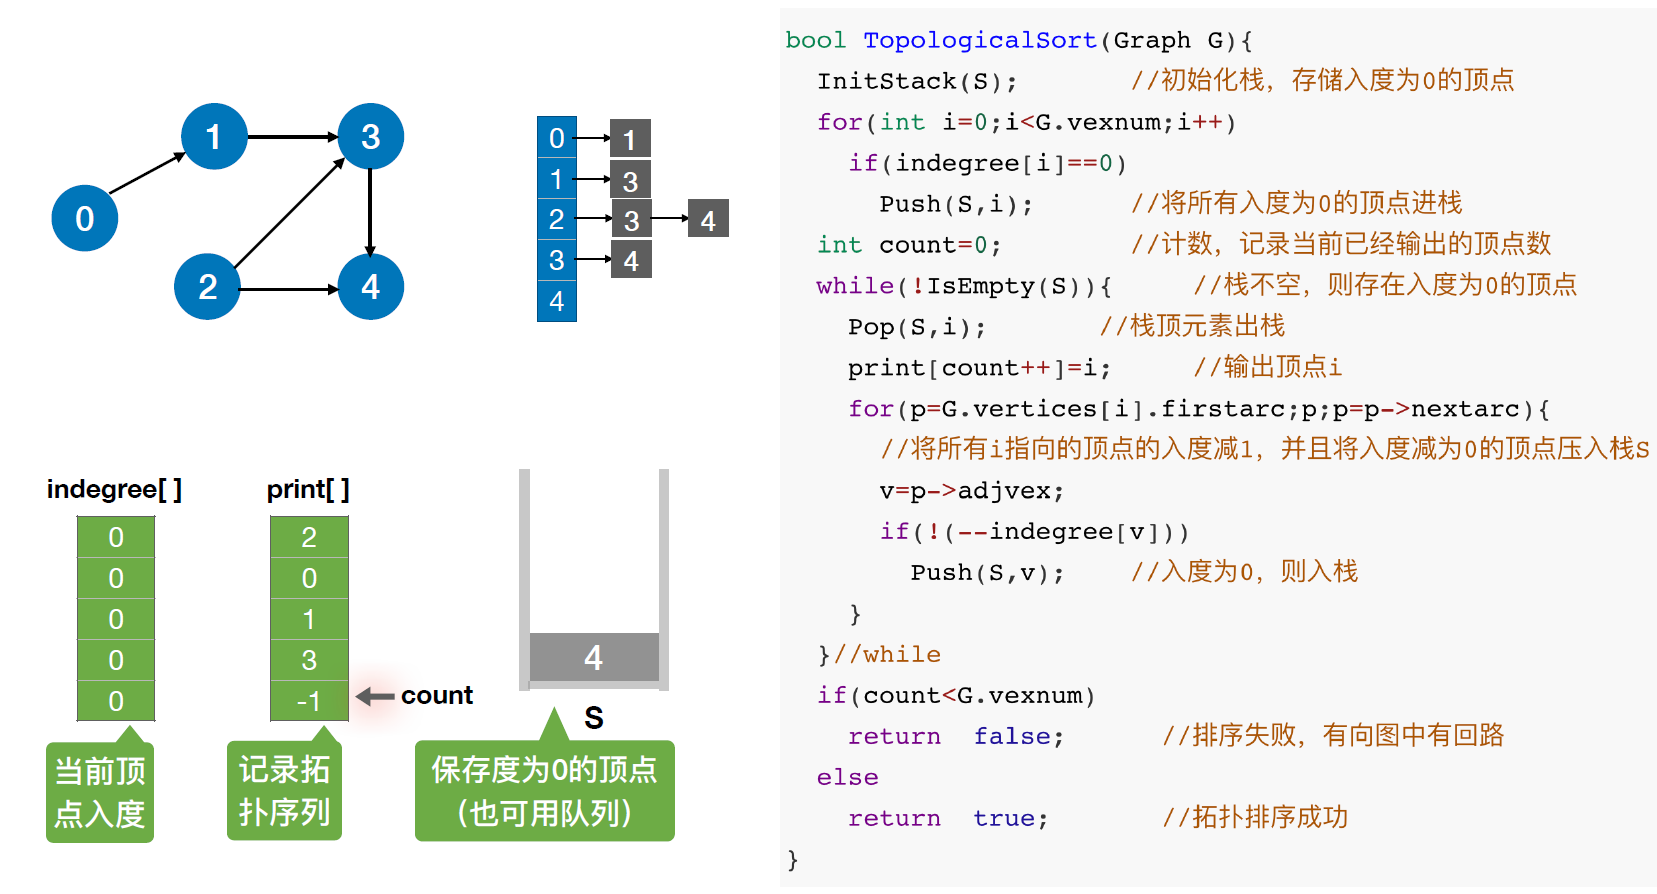 1
3
0
2
4
0 1
1 3
2 3 4
3 4
4
indegree[ ]
0
0
0
0
0
当前顶
点入度
print[ ]
2
0
1
3
-1
count
记录拓
扑序列
4
S
保存度为0的顶点
(也可用队列)
bool TopologicalSort(Graph G){
InitStack(S); //初始化栈，存储入度为0的顶点
for(int i=0;i<G.vexnum;i++)
if(indegree[i]==0)
Push(S,i); //将所有入度为0的顶点进栈
int count=0; //计数，记录当前已经输出的顶点数
while(!IsEmpty(S)){ //栈不空，则存在入度为0的顶点
Pop(S,i); //栈顶元素出栈
print[count++]=i; //输出顶点i
for(p=G.vertices[i].firstarc;p;p=p->nextarc){
//将所有i指向的顶点的入度减1，并且将入度减为0的顶点压入栈S
v=p->adjvex;
if(!(--indegree[v]))
Push(S,v); //入度为0，则入栈
}
}//while
if(count<G.vexnum)
return false; //排序失败，有向图中有回路
else
return true; //拓扑排序成功
}